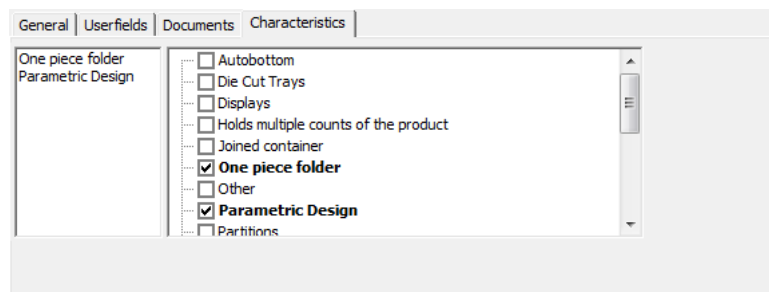 General Userfields Documents Characteristics
One piece folder
Parametric Design
Autobottom
Die Cut Trays
Displays
Holds multiple counts of the product
Joined container
One piece folder
Other
Parametric Design
Partitions